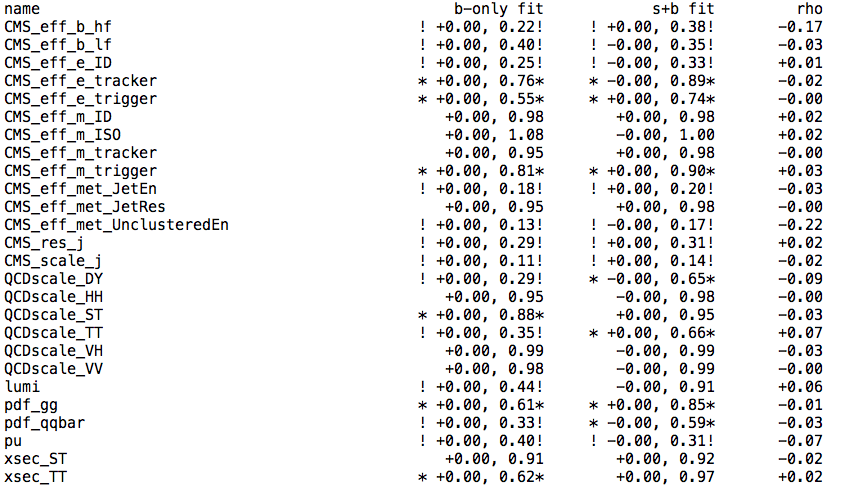 name b-only fit s+b fit rho
CMS_eff_b_hf ! +0.00, 0.22! ! +0.00, 0.38! -0.17
CMS_eff_b_lf ! +0.00, 0.40! ! -0.00, 0.35! -0.03
CMS_eff_e_ID ! +0.00, 0.25! ! -0.00, 0.33! +0.01
CMS_eff_e_tracker * +0.00, 0.76* * -0.00, 0.89* -0.02
CMS_eff_e_trigger * +0.00, 0.55* * +0.00, 0.74* -0.00
CMS_eff_m_ID +0.00, 0.98 +0.00, 0.98 +0.02
CMS_eff_m_ISO +0.00, 1.08 -0.00, 1.00 +0.02
CMS_eff_m_tracker +0.00, 0.95 +0.00, 0.98 -0.00
CMS_eff_m_trigger * +0.00, 0.81* * +0.00, 0.90* +0.03
CMS_eff_met_JetEn ! +0.00, 0.18! ! +0.00, 0.20! -0.03
CMS_eff_met_JetRes +0.00, 0.95 +0.00, 0.98 -0.00
CMS_eff_met_UnclusteredEn ! +0.00, 0.13! ! -0.00, 0.17! -0.22
CMS_res_j ! +0.00, 0.29! ! +0.00, 0.31! +0.02
CMS_scale_j ! +0.00, 0.11! ! +0.00, 0.14! -0.02
QCDscale_DY ! +0.00, 0.29! * -0.00, 0.65* -0.09
QCDscale_HH +0.00, 0.95 -0.00, 0.98 -0.00
QCDscale_ST * +0.00, 0.88* +0.00, 0.95 -0.03
QCDscale_TT ! +0.00, 0.35! * +0.00, 0.66* +0.07
QCDscale_VH +0.00, 0.99 -0.00, 0.99 -0.03
QCDscale_VV +0.00, 0.98 -0.00, 0.99 -0.00
lumi ! +0.00, 0.44! -0.00, 0.91 +0.06
pdf_gg * +0.00, 0.61* * +0.00, 0.85* -0.01
pdf_qqbar ! +0.00, 0.33! * -0.00, 0.59* -0.03
pu ! +0.00, 0.40! ! -0.00, 0.31! -0.07
xsec_ST +0.00, 0.91 +0.00, 0.92 -0.02
xsec_TT * +0.00, 0.62* +0.00, 0.97 +0.02